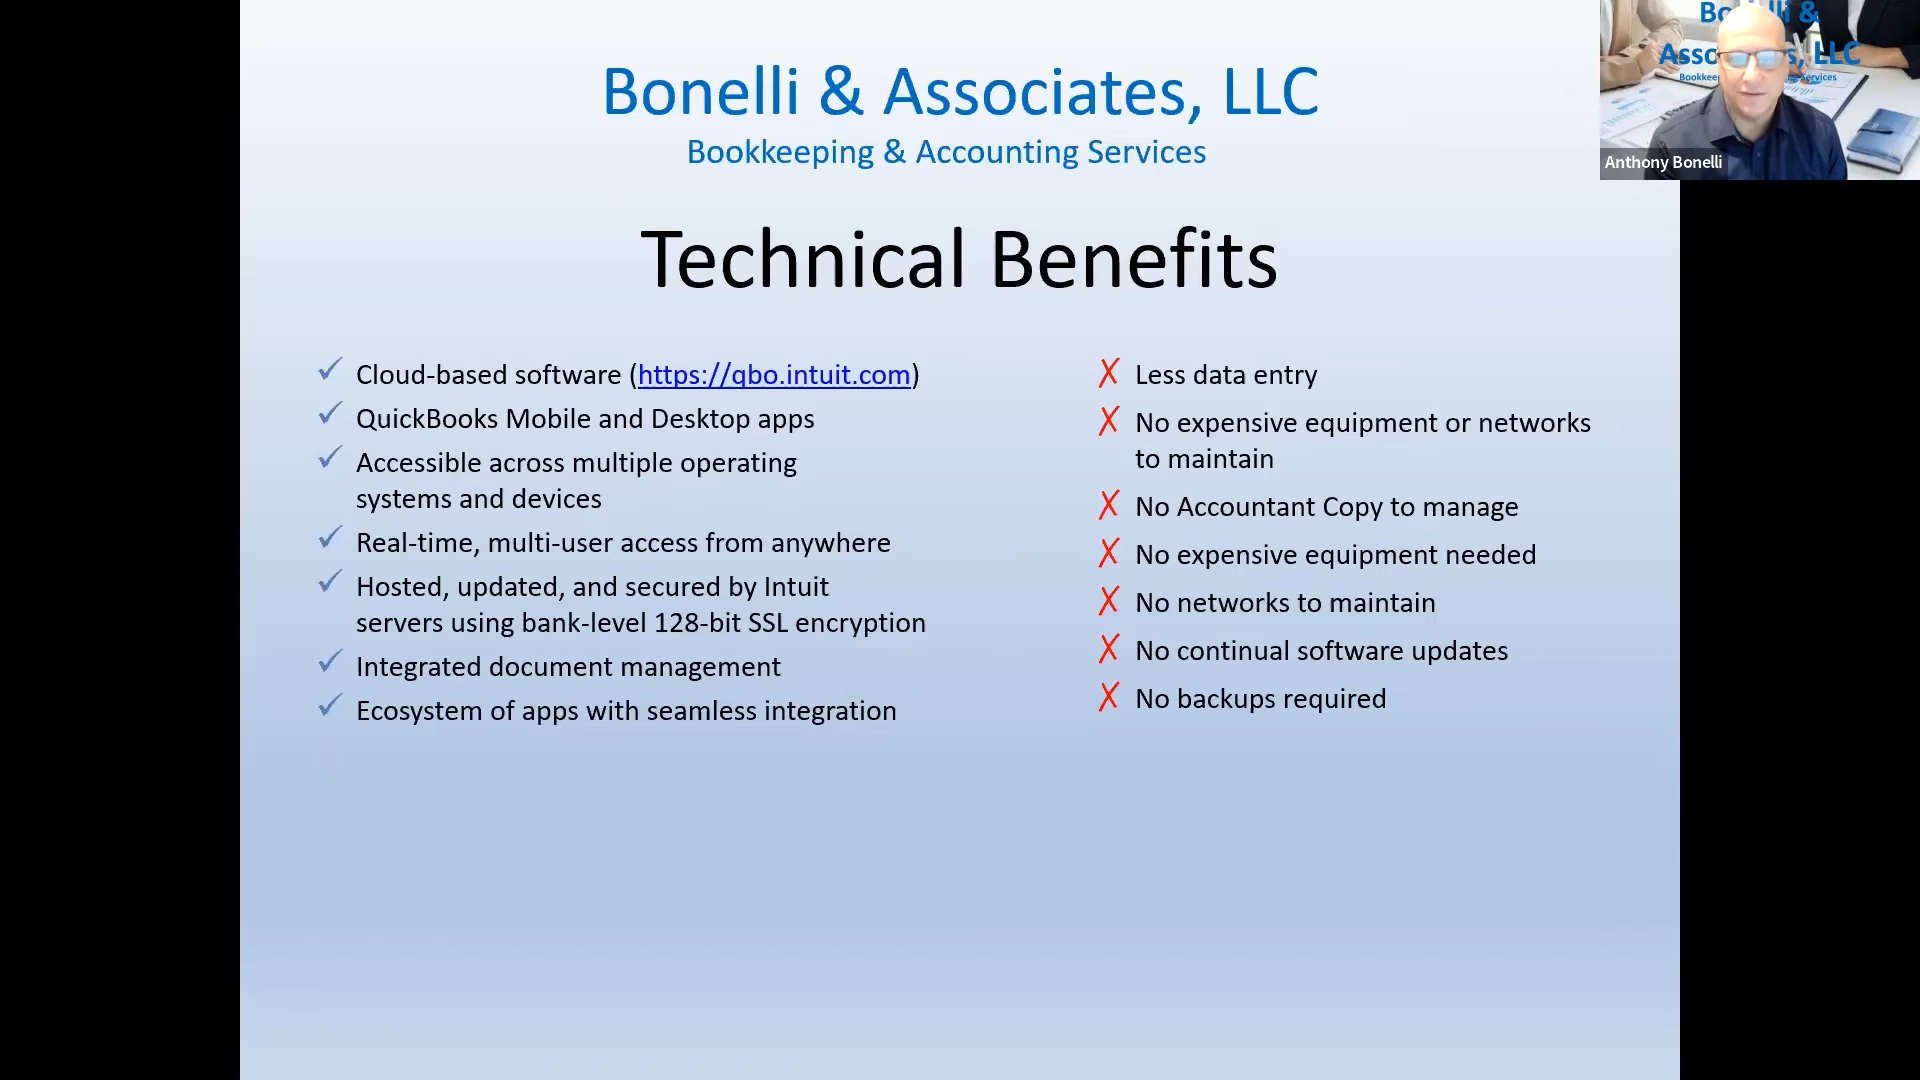 Bonelli & Associates, LLC
Bookkeeping & Accounting Services
Technical Benefits
Cloud-based software (https://qbo.intuit.com)
QuickBooks Mobile and Desktop apps
Accessible across multiple operating
systems and devices
Real-time, multi-user access from anywhere
Hosted, updated, and secured by Intuit
servers using bank-level 128-bit SSL encryption
Integrated document management
Ecosystem of apps with seamless integration
Less data entry
No expensive equipment or networks
to maintain
No Accountant Copy to manage
No expensive equipment needed
No networks to maintain
No continual software updates
No backups required
LLC
Services
Anthony Bonelli